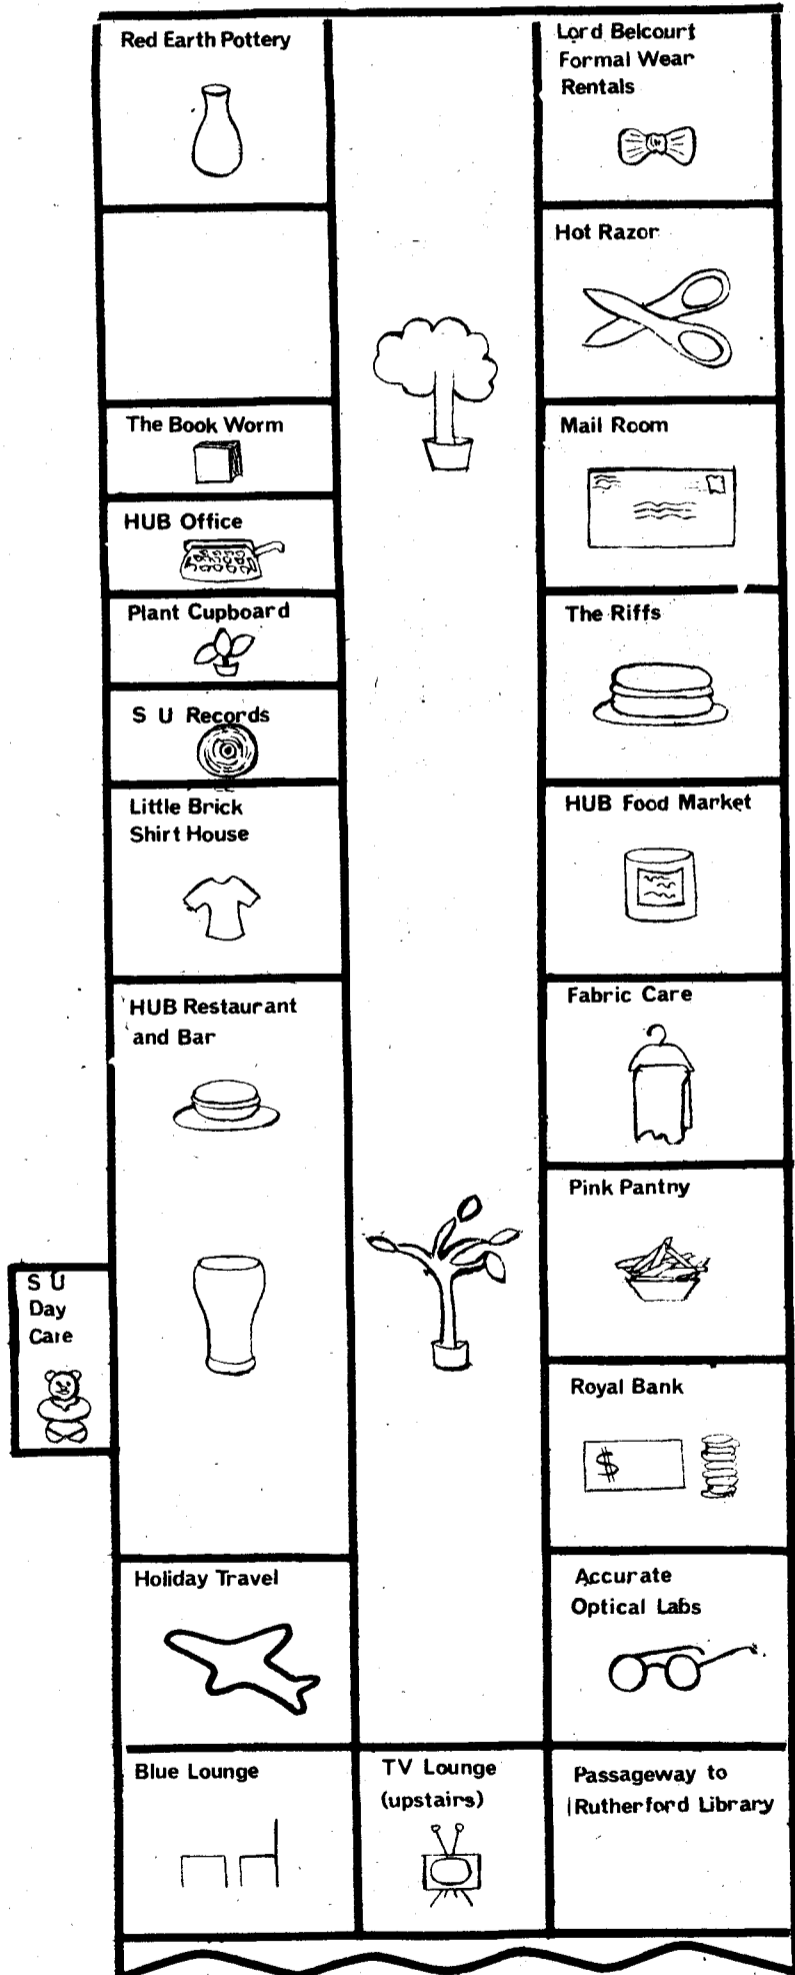 Red Earth Pottery
Lord Belcourt
Formal Wear
Rentals
Hot Razor
The Book Worm
Mail Room
HUB Office
Plant Cupboard
The Riffs
S U Records
Little Brick
Shirt House
HUB Food Market
HUB Restaurant
and Bar
Fabric Care
Pink Pantry
S U
Day
Care
Royal Bank
$
Holiday Travel
Accurate
Optical Labs
Blue Lounge
TV Lounge
(upstairs)
Passageway to
Rutherford Library